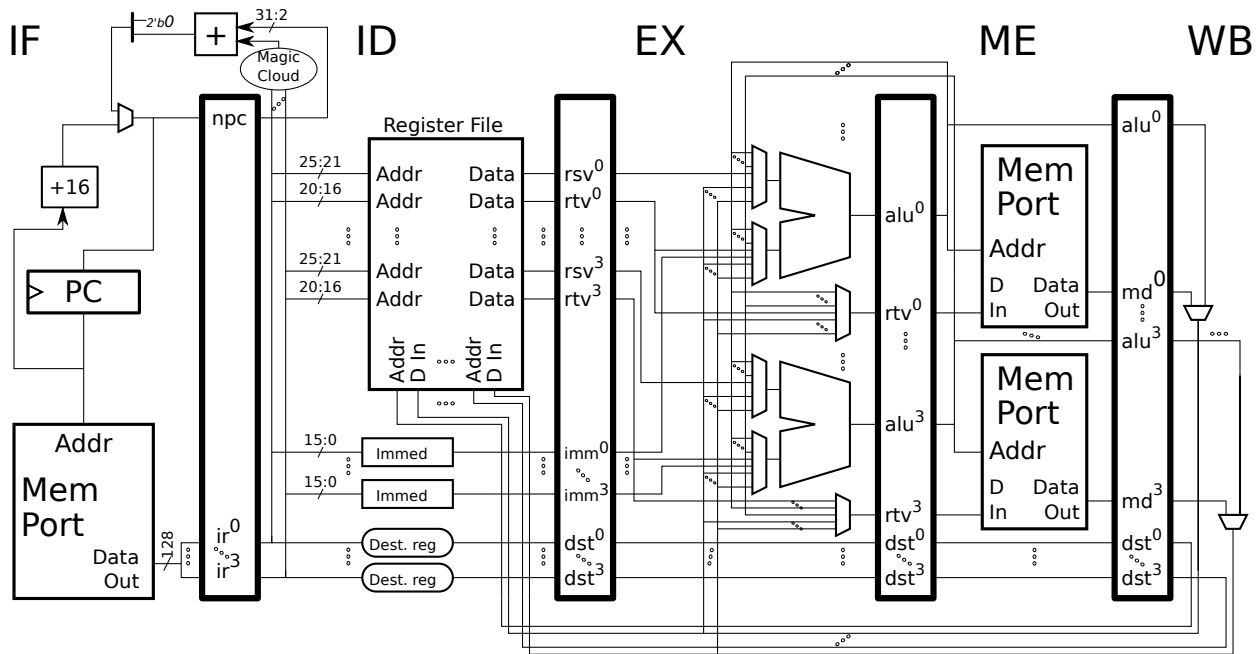 IF
ID
EX
ME
WB
2'b0
+
31:2
Magic
Cloud
npc
+16
PC
Addr
Mem
Port
Data
Out
128
ir0
ir3
25:21
20:16
25:21
20:16
15:0
15:0
Register File
Addr Data
Addr Data
Addr Data
Addr Data
Addr
D In
Addr
D In
Immed
Immed
Dest. reg
Dest. reg
rsv0
rtv0
rsv3
rtv3
imm0
imm3
dst0
dst3
alu0
rtv0
alu3
rtv3
dst0
dst3
Mem
Port
Addr
D Data
In Out
Mem
Port
Addr
D Data
In Out
alu0
md0
alu3
md3
dst0
dst3